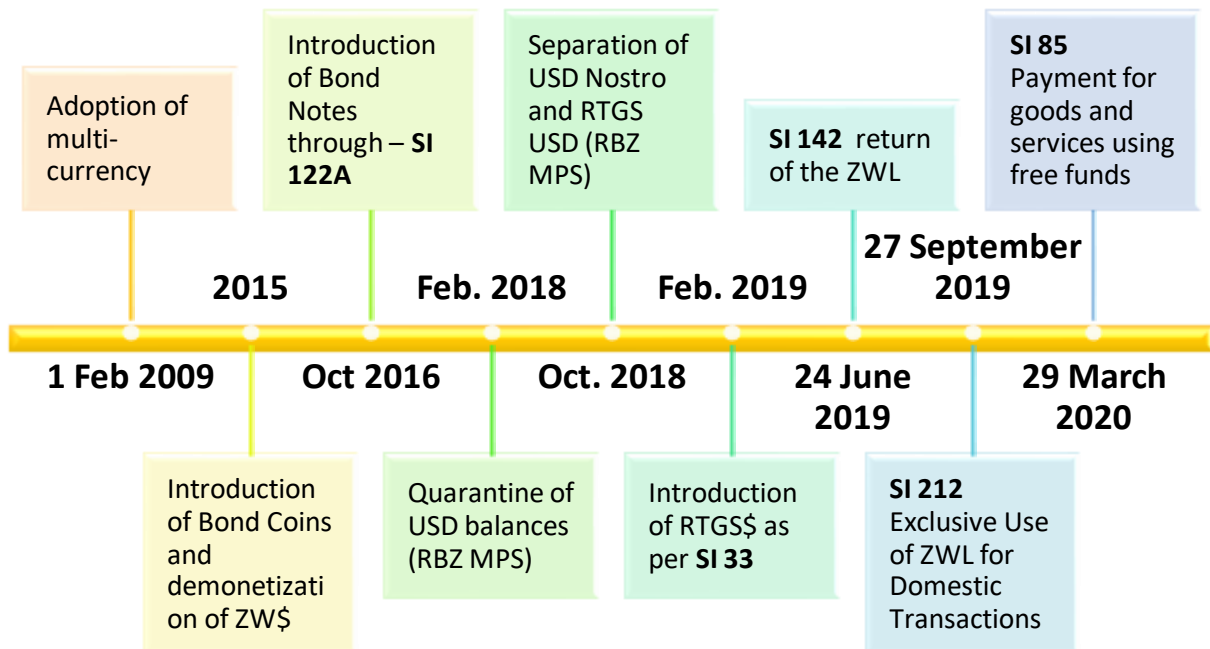 Adoption of
multi-
currency
Introduction
of Bond
Notes
through – SI
122A
Separation of
USD Nostro
and RTGS
USD (RBZ
MPS)
SI 142 return
of the ZWL
SI 85
Payment for
goods and
services using
free funds
2015
Feb. 2018
Feb. 2019
27 September
2019
1 Feb 2009
Oct 2016
Oct. 2018
24 June
2019
29 March
2020
Introduction
of Bond Coins
and
demonetizati
on of ZW$
Quarantine of
USD balances
(RBZ MPS)
Introduction
of RTGS$ as
per SI 33
SI 212
Exclusive Use
of ZWL for
Domestic
Transactions